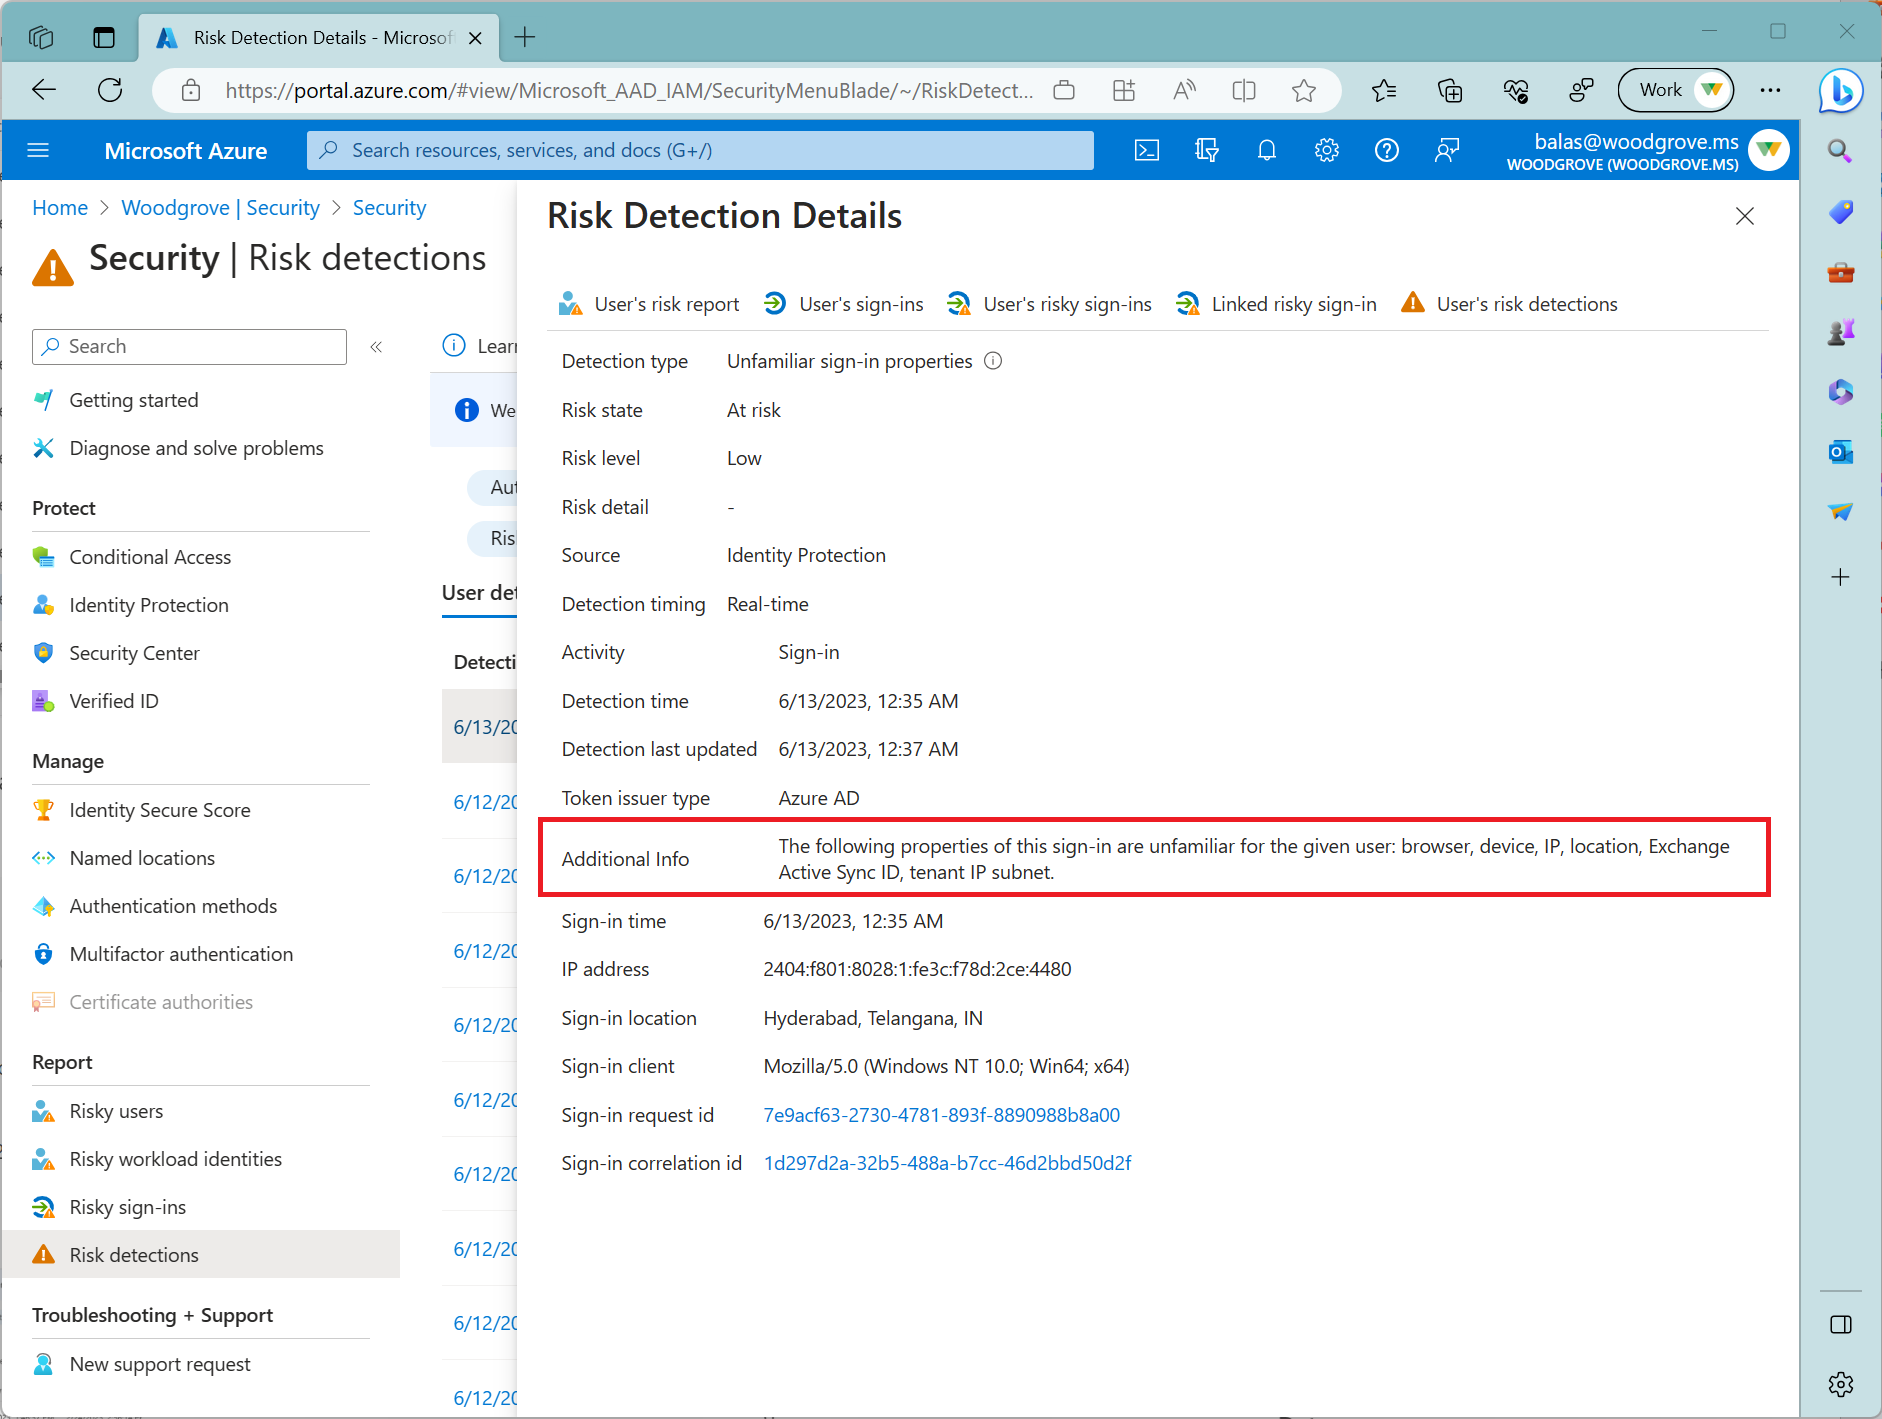 Risk Detection Details - Microsof
https://portal.azure.com/#view/Microsoft_AAD_IAM/SecurityMenuBlade/~/RiskDetect...
Work
Microsoft Azure
Search resources, services, and docs (G+/)
balas@woodgrove.ms
WOODGROVE (WOODGROVE.MS)
Home > Woodgrove | Security > Security
Security | Risk detections
Search
«
Getting started
Diagnose and solve problems
Protect
Conditional Access
Identity Protection
Security Center
Verified ID
Manage
Identity Secure Score
Named locations
Authentication methods
Multifactor authentication
Certificate authorities
Report
Risky users
Risky workload identities
Risky sign-ins
Risk detections
Troubleshooting + Support
New support request
Lear
We
Aut
Ris
User det
Detecti
6/13/20
6/12/20
6/12/20
6/12/20
6/12/20
6/12/20
6/12/20
6/12/20
6/12/20
6/12/20
Risk Detection Details
User's risk report
User's sign-ins
User's risky sign-ins
Linked risky sign-in
User's risk detections
Detection type Unfamiliar sign-in properties
Risk state At risk
Risk level Low
Risk detail -
Source Identity Protection
Detection timing Real-time
Activity Sign-in
Detection time 6/13/2023, 12:35 AM
Detection last updated 6/13/2023, 12:37 AM
Token issuer type Azure AD
Additional Info The following properties of this sign-in are unfamiliar for the given user: browser, device, IP, location, Exchange
Active Sync ID, tenant IP subnet.
Sign-in time 6/13/2023, 12:35 AM
IP address 2404:f801:8028:1:fe3c:f78d:2ce:4480
Sign-in location Hyderabad, Telangana, IN
Sign-in client Mozilla/5.0 (Windows NT 10.0; Win64; x64)
Sign-in request id 7e9acf63-2730-4781-893f-8890988b8a00
Sign-in correlation id 1d297d2a-32b5-488a-b7cc-46d2bbd50d2f